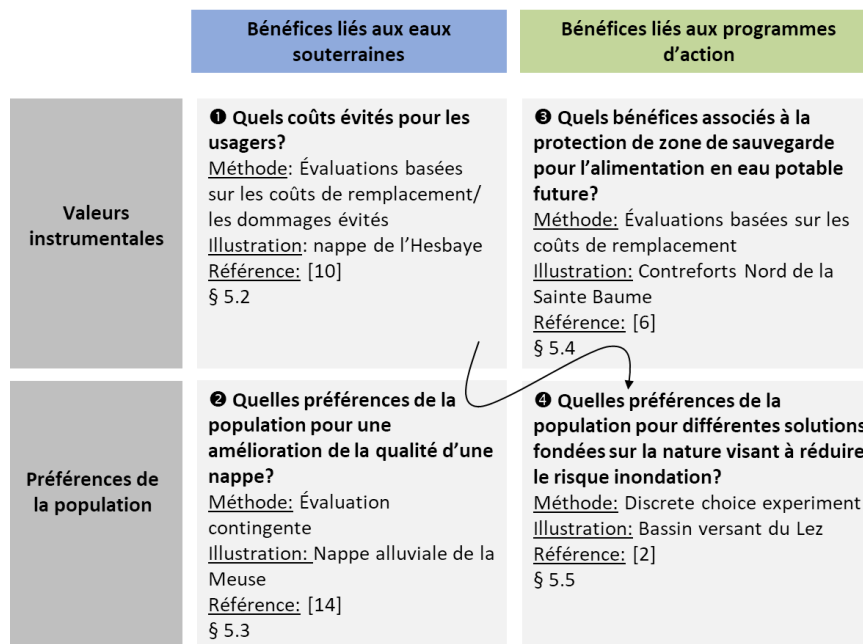 Bénéfices liés aux eaux
souterraines
Bénéfices liés aux programmes
d'action
Valeurs
instrumentales
❶ Quels coûts évités pour les
usagers?
Méthode: Évaluations basées
sur les coûts de remplacement/
les dommages évités
Illustration: nappe de l'Hesbaye
Référence: [10]
§ 5.2
❸ Quels bénéfices associés à la
protection de zone de sauvegarde
pour l'alimentation en eau potable
future?
Méthode: Évaluations basées sur les
coûts de remplacement
Illustration: Contreforts Nord de la
Sainte Baume
Référence: [6]
§ 5.4
Préférences de
la population
❷ Quelles préférences de la
population pour une
amélioration de la qualité d'une
nappe?
Méthode: Évaluation
contingente
Illustration: Nappe alluviale de la
Meuse
Référence: [14]
§ 5.3
❹ Quelles préférences de la
population pour différentes solutions
fondées sur la nature visant à réduire
le risque inondation?
Méthode: Discrete choice experiment
Illustration: Bassin versant du Lez
Référence: [2]
§ 5.5